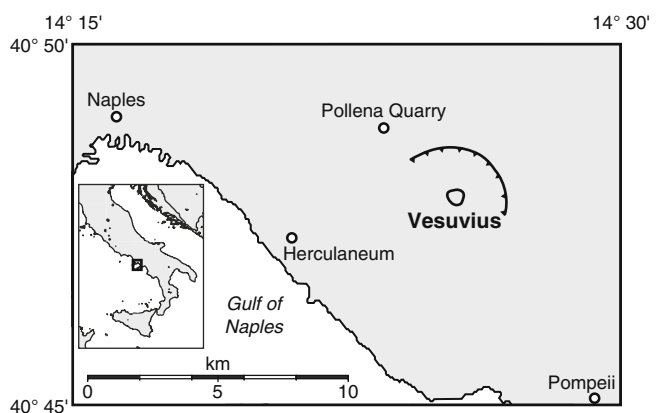 14° 15'
14° 30'
40° 50'
Naples
Pollena Quarry
Vesuvius
Herculaneum
Gulf of
Naples
km
0 5 10
Pompeii
40° 45'